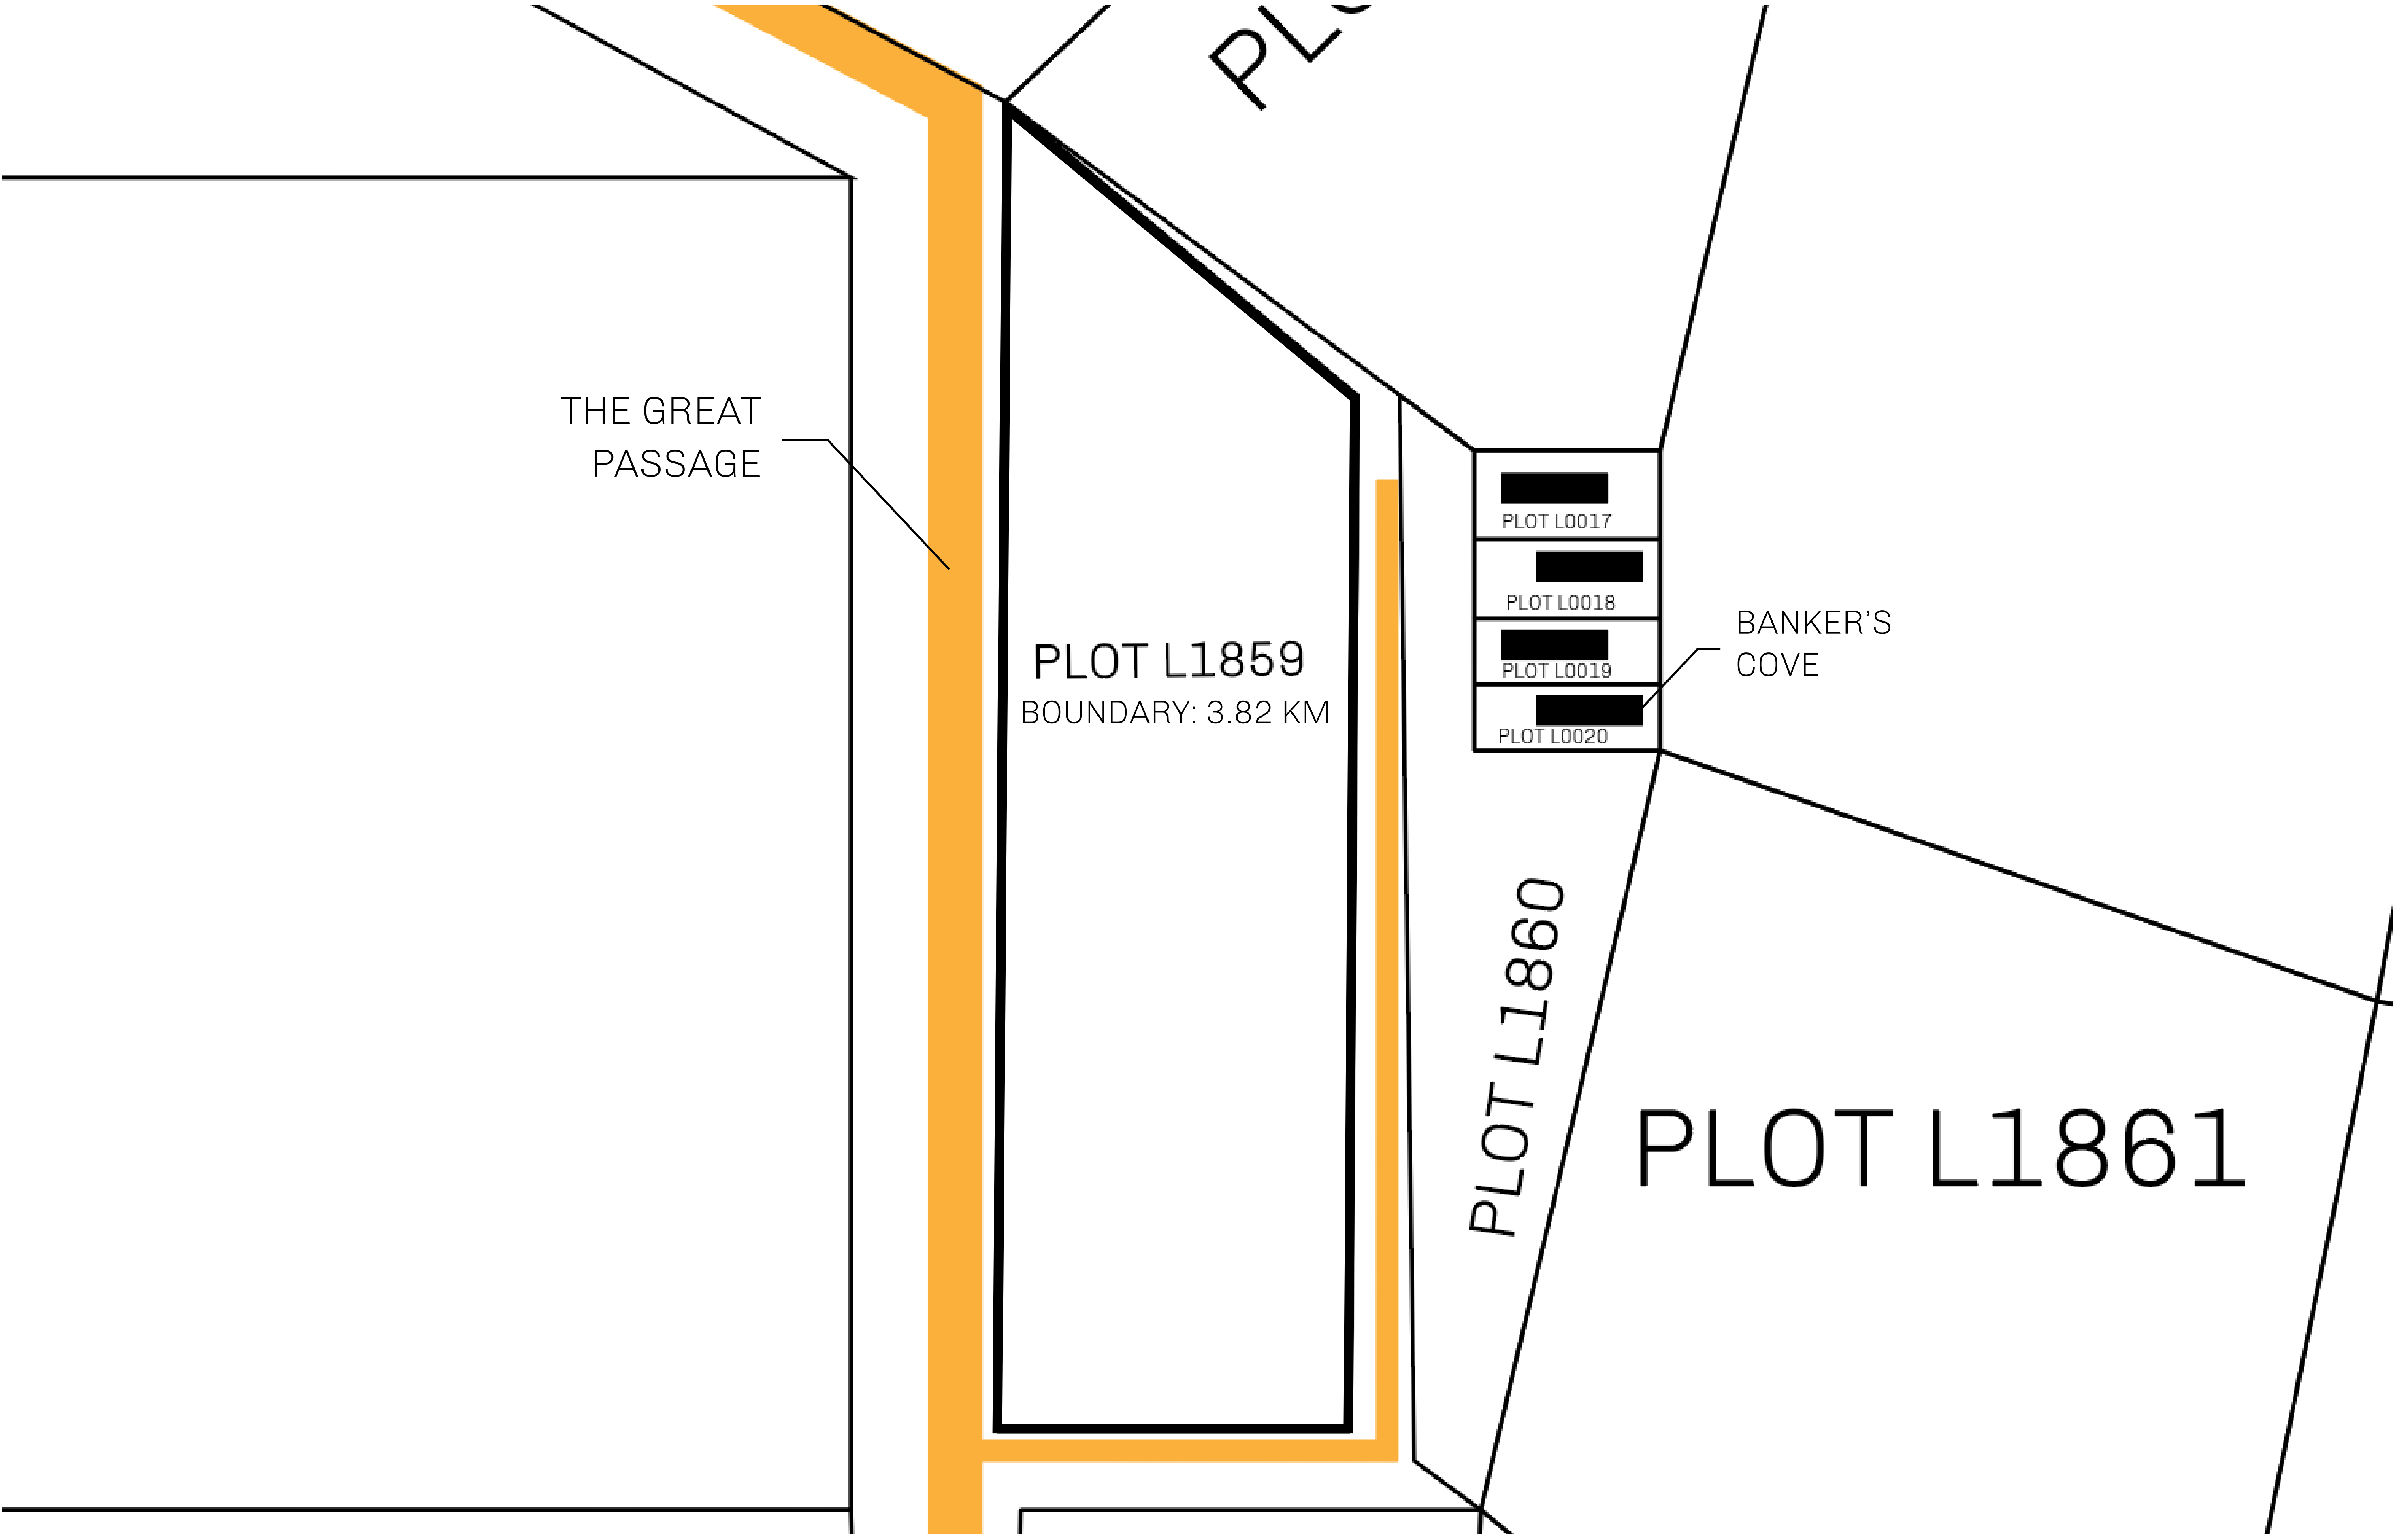 THE GREAT
PASSAGE
PLOT L1859
BOUNDARY: 3.82 KM
PLOT L0017
PLOT L0018
PLOT L0019
PLOT L0020
BANKER'S
COVE
PLOT L1860
PLOT L1861